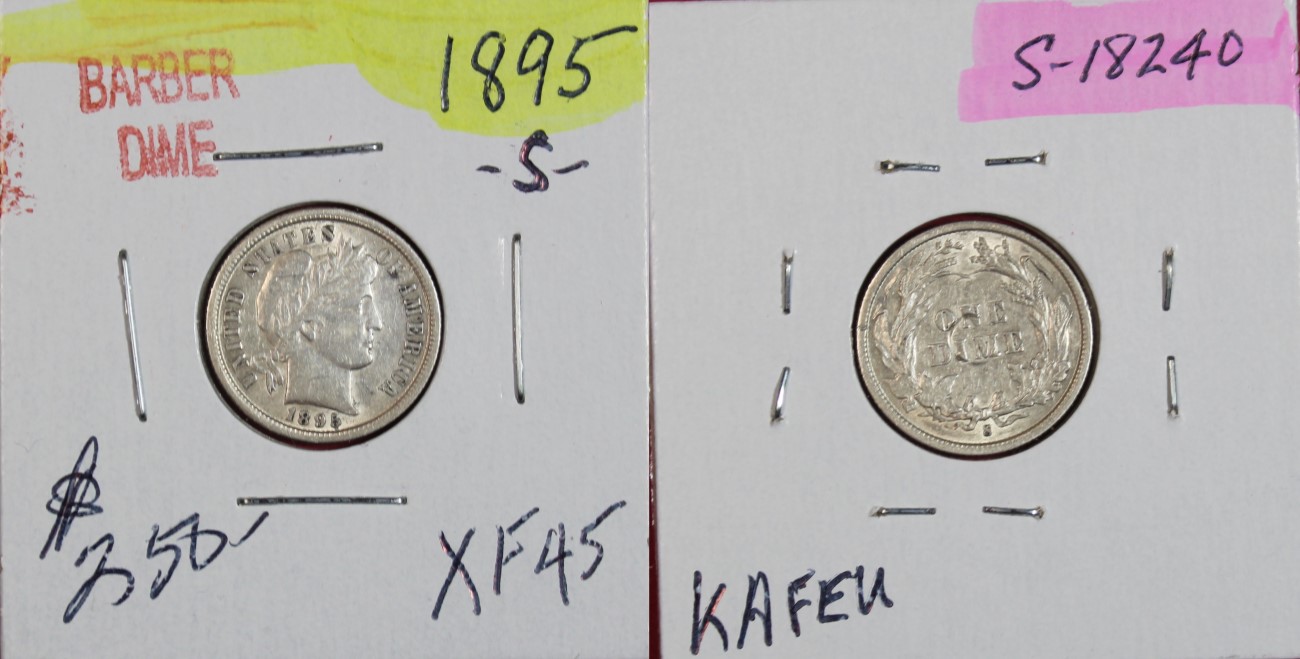 BARBER
DIME
1895
-S-
UNITED STATES OF AMERICA
1895
$
250-
XF45
S-18240
ONE
DIME
S
KAFEU